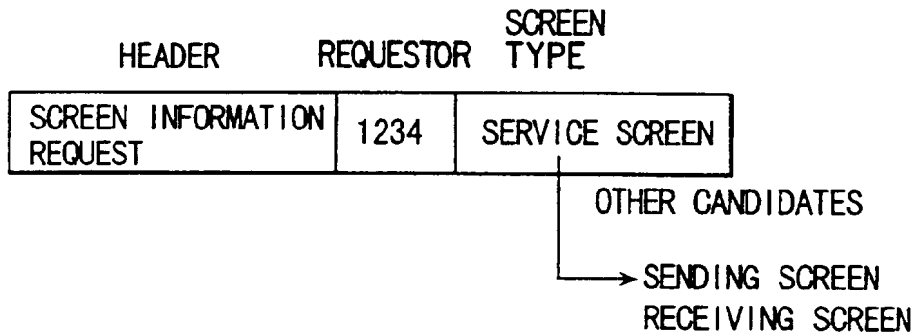 HEADER REQUESTOR SCREEN TYPE
SCREEN INFORMATION REQUEST
1234
SERVICE SCREEN
OTHER CANDIDATES
SENDING SCREEN
RECEIVING SCREEN